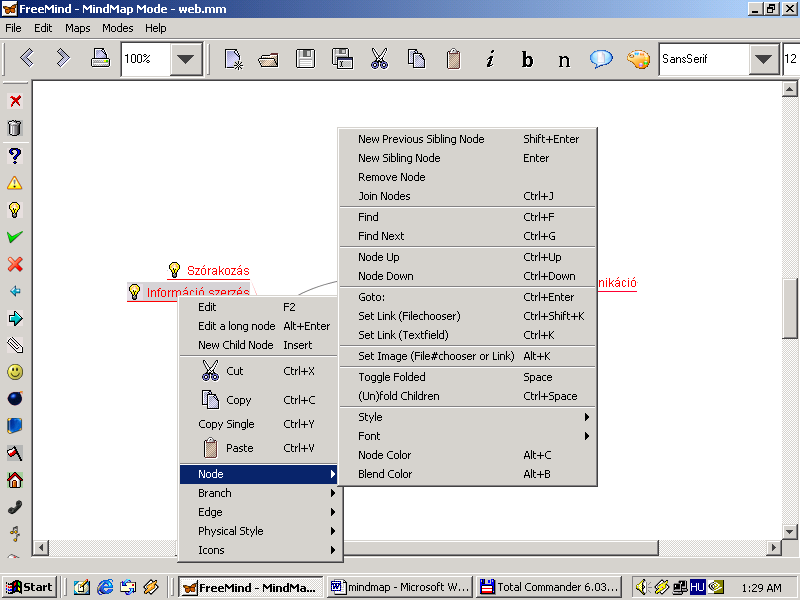 FreeMind - MindMap Mode - web.mm
File Edit Maps Modes Help
100%
i b n
SansSerif
12
Szórakozás
Információ szerzés
nikáció
Edit F2
Edit a long node Alt+Enter
New Child Node Insert
Cut Ctrl+X
Copy Ctrl+C
Copy Single Ctrl+Y
Paste Ctrl+V
Node
Branch
Edge
Physical Style
Icons
New Previous Sibling Node Shift+Enter
New Sibling Node Enter
Remove Node
Join Nodes Ctrl+J
Find Ctrl+F
Find Next Ctrl+G
Node Up Ctrl+Up
Node Down Ctrl+Down
Goto: Ctrl+Enter
Set Link (Filechooser) Ctrl+Shift+K
Set Link (Textfield) Ctrl+K
Set Image (File#chooser or Link) Alt+K
Toggle Folded Space
(Un)fold Children Ctrl+Space
Style
Font
Node Color Alt+C
Blend Color Alt+B
Start
FreeMind - MindMa...
mindmap - Microsoft W...
Total Commander 6.03...
HU
1:29 AM